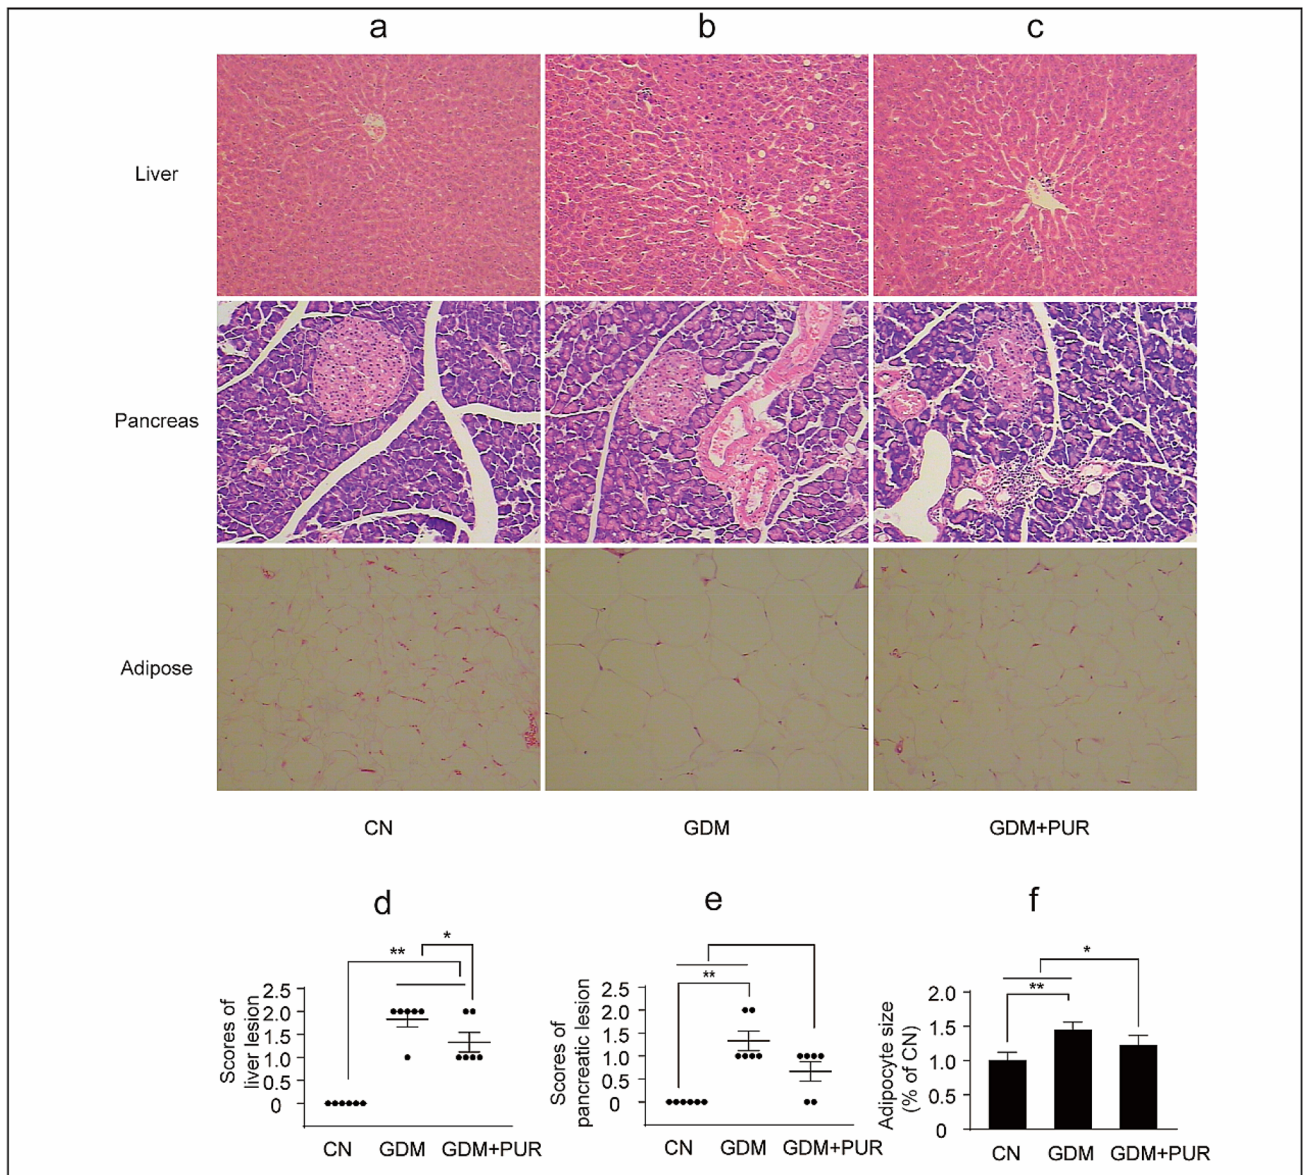 a
b
c
Liver
Pancreas
Adipose
CN
GDM
GDM+PUR
d
**
*
Scores of
liver lesion
2.5
2.0
1.5
1.0
0.5
0
CN
GDM
GDM+PUR
e
**
Scores of
pancreatic lesion
2.5
2.0
1.5
1.0
0.5
0
CN
GDM
GDM+PUR
f
*
**
Adipocyte size
(% of CN)
2.0
1.5
1.0
0.5
0
CN
GDM
GDM+PUR